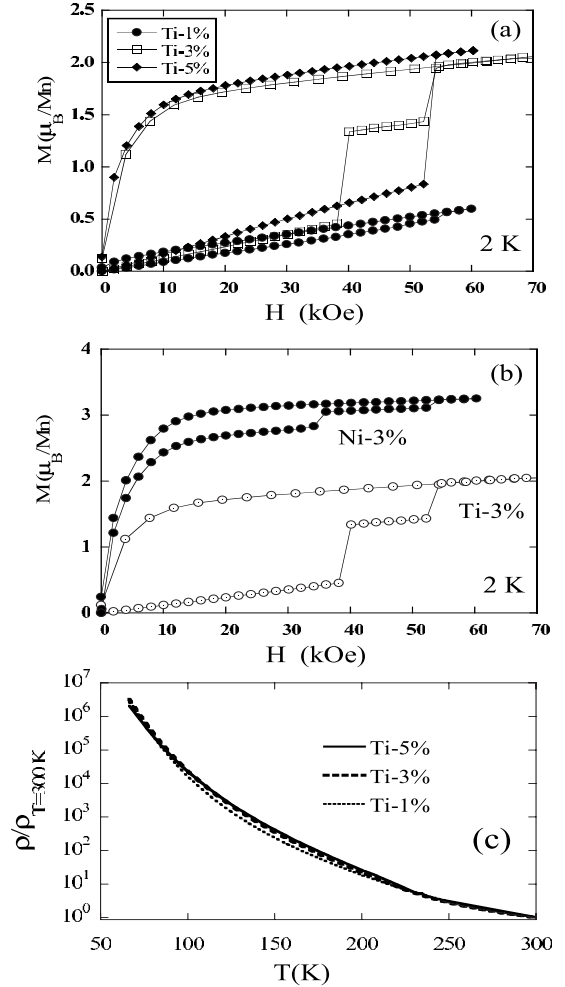 (a)
Ti-1%
Ti-3%
Ti-5%
M(μB/Mn)
2.5
2.0
1.5
1.0
0.5
0.0
2 K
0 10 20 30 40 50 60 70
H (kOe)
(b)
M(μB/Mn)
4
3
2
1
0
Ni-3%
Ti-3%
2 K
0 10 20 30 40 50 60 70
H (kOe)
ρ/ρT=300K
10^7
10^6
10^5
10^4
10^3
10^2
10^1
10^0
Ti-5%
Ti-3%
Ti-1%
(c)
50 100 150 200 250 300
T(K)